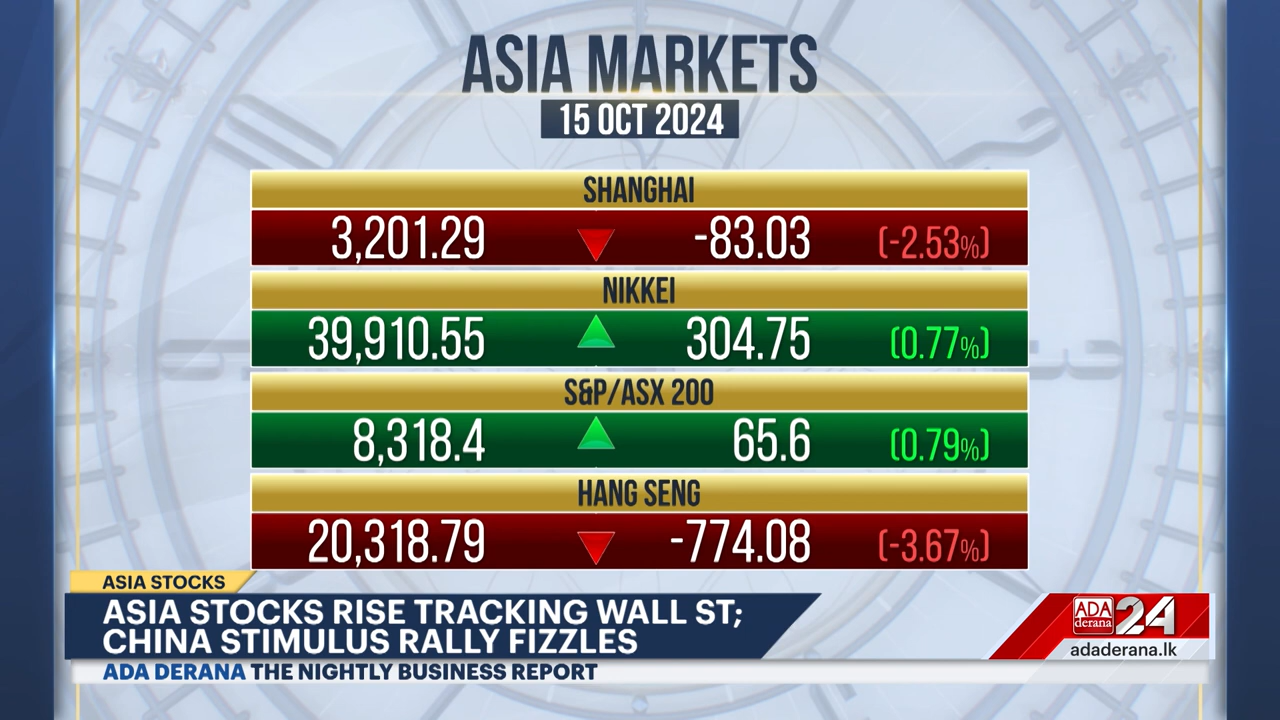 ASIA MARKETS
15 OCT 2024
SHANGHAI
3,201.29 -83.03 (-2.53%)
NIKKEI
39,910.55 304.75 (0.77%)
S&P/ASX 200
8,318.4 65.6 (0.79%)
HANG SENG
20,318.79 -774.08 (-3.67%)
ASIA STOCKS
ASIA STOCKS RISE TRACKING WALL ST;
CHINA STIMULUS RALLY FIZZLES
ADA DERANA THE NIGHTLY BUSINESS REPORT
ADA derana 24
adaderana.lk